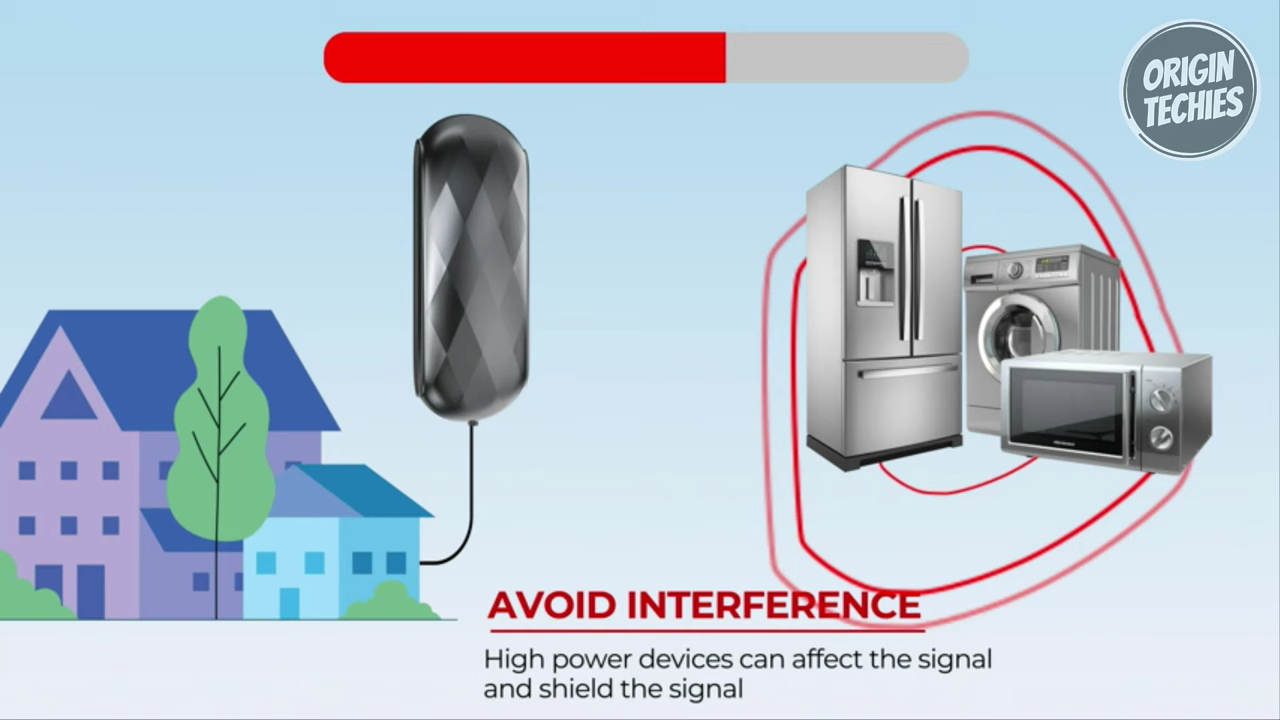 ORIGIN
TECHIES
AVOID INTERFERENCE
High power devices can affect the signal
and shield the signal